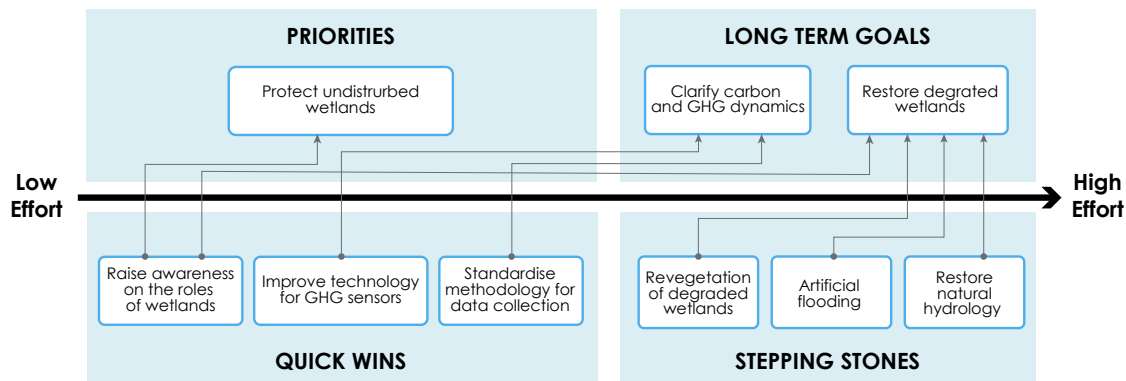 PRIORITIES
LONG TERM GOALS
Protect undistrurbed
wetlands
Clarify carbon
and GHG dynamics
Restore degrated
wetlands
Low
Effort
High
Effort
Raise awareness
on the roles
of wetlands
Improve technology
for GHG sensors
Standardise
methodology for
data collection
Revegetation
of degraded
wetlands
Artificial
flooding
Restore
natural
hydrology
QUICK WINS
STEPPING STONES